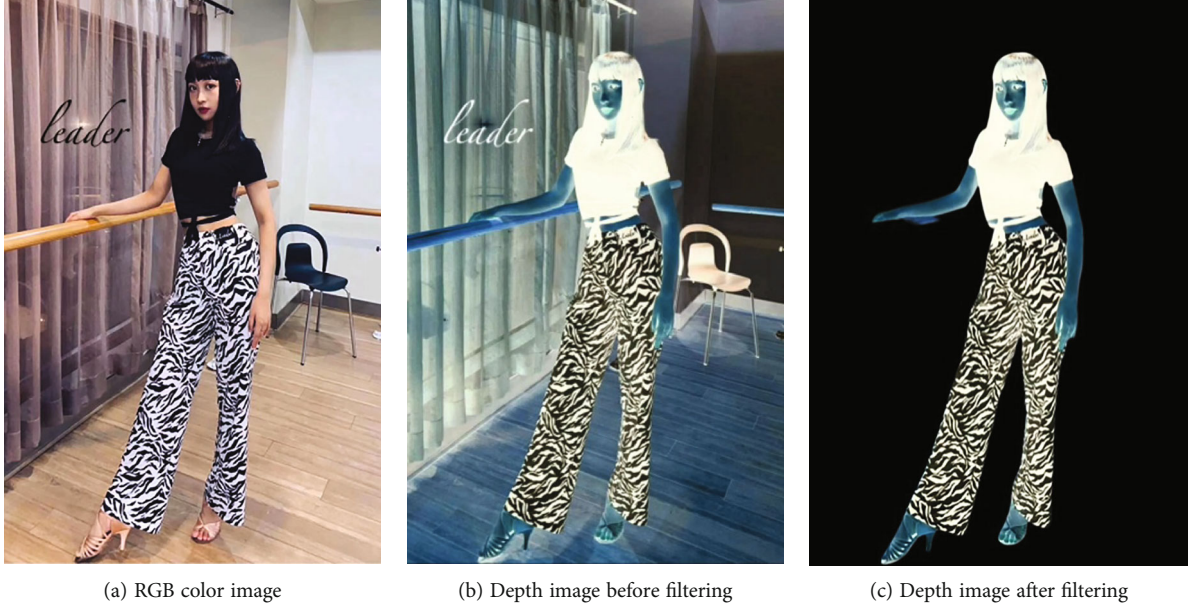 leader
leader
(a) RGB color image
(b) Depth image before filtering
(c) Depth image after filtering